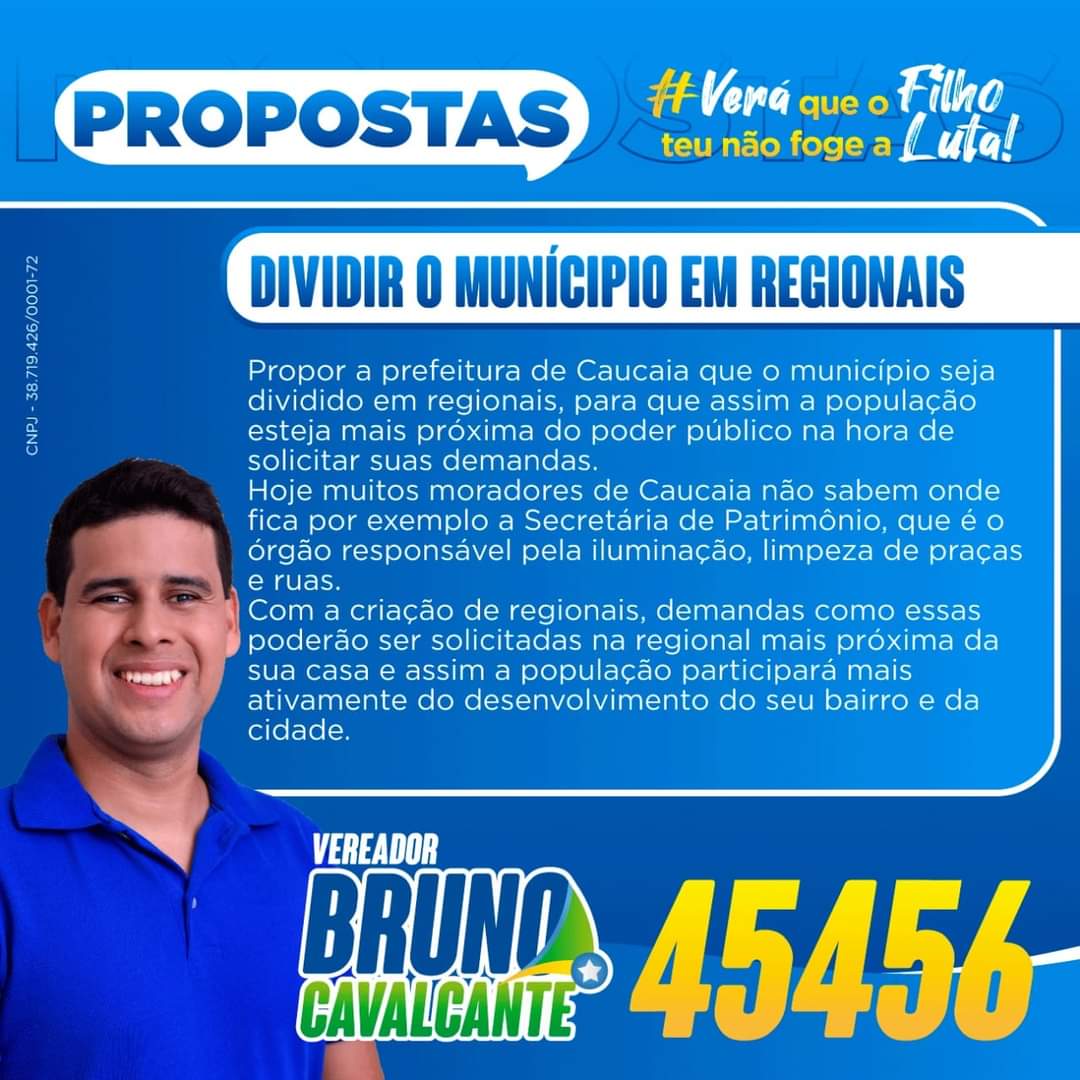 PROPOSTAS
#Verá que o Filho
teu não foge a Luta!
DIVIDIR O MUNÍCIPIO EM REGIONAIS
CNPJ - 38.719.426/0001-72
Propor a prefeitura de Caucaia que o município seja
dividido em regionais, para que assim a população
esteja mais próxima do poder público na hora de
solicitar suas demandas.
Hoje muitos moradores de Caucaia não sabem onde
fica por exemplo a Secretária de Patrimônio, que é o
órgão responsável pela iluminação, limpeza de praças
e ruas.
Com a criação de regionais, demandas como essas
poderão ser solicitadas na regional mais próxima da
sua casa e assim a população participará mais
ativamente do desenvolvimento do seu bairro e da
cidade.
VEREADOR
BRUNO
CAVALCANTE
45456